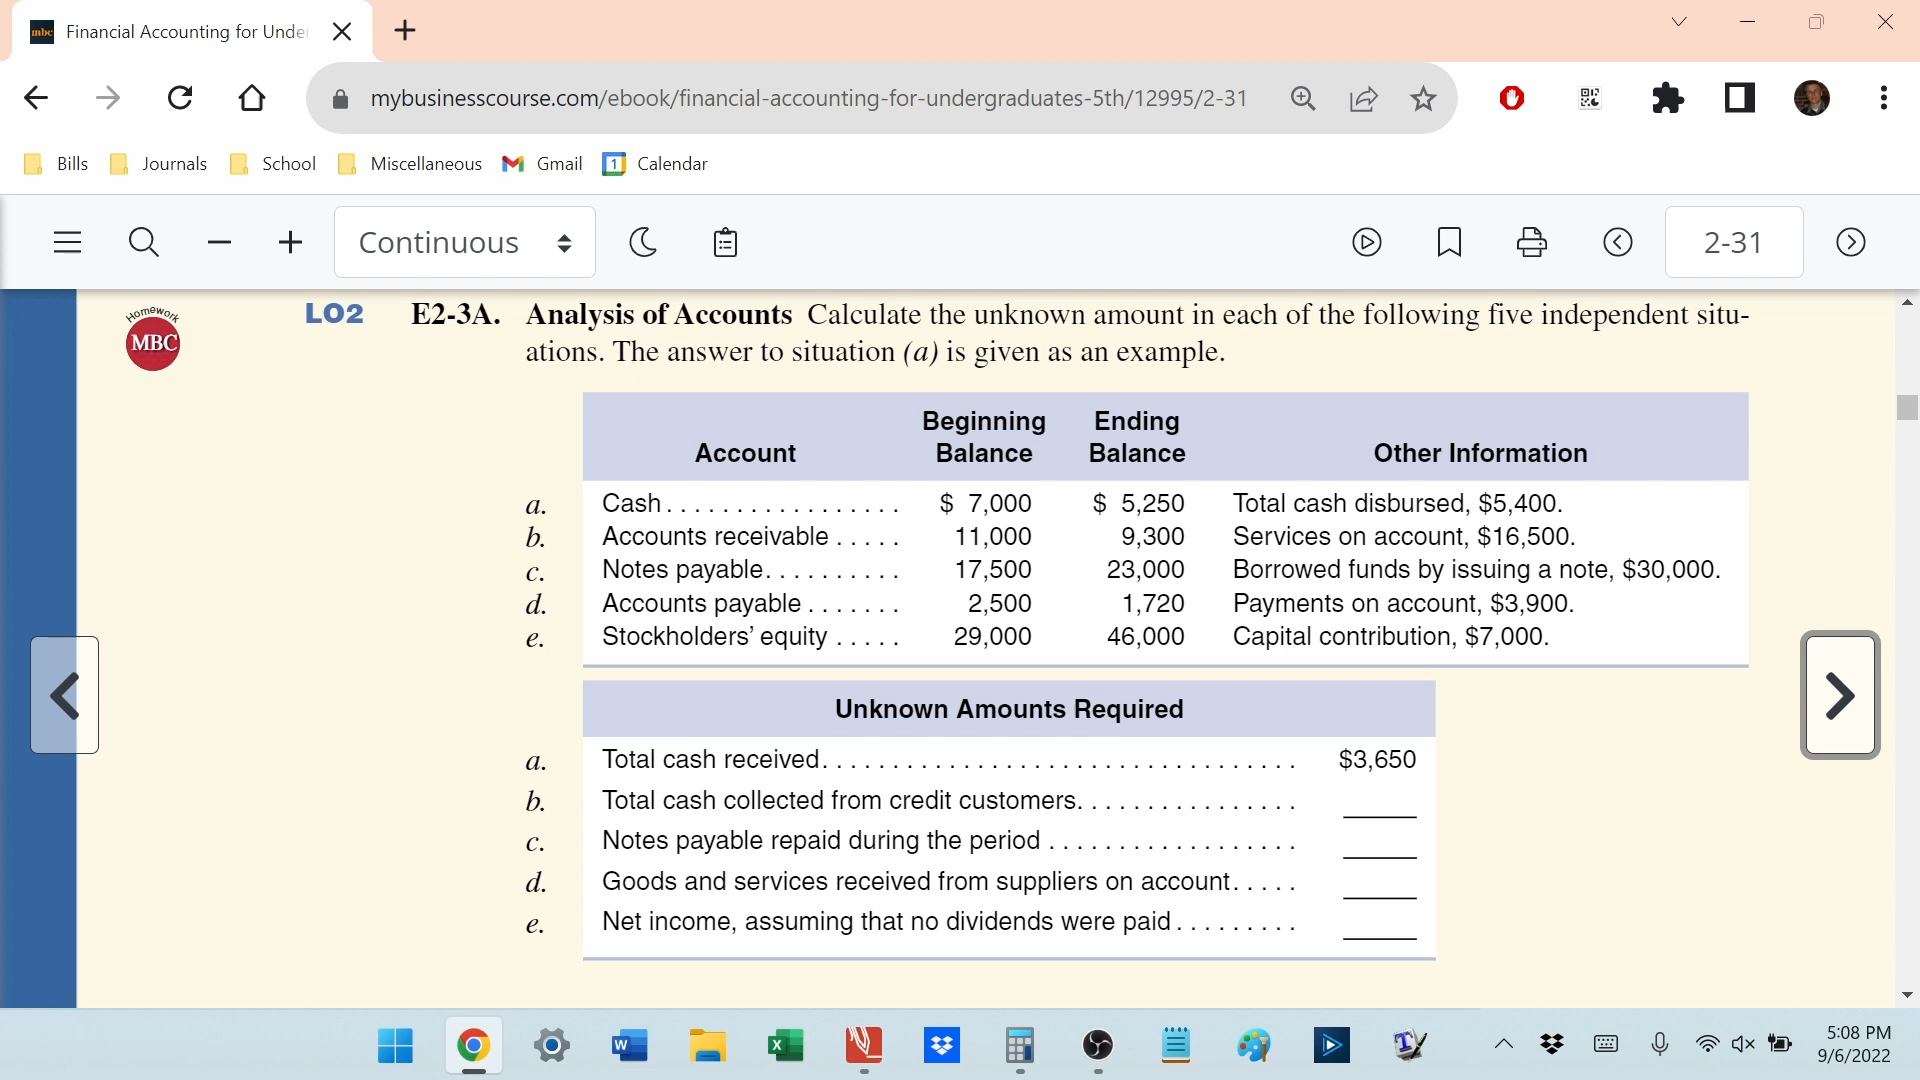 mbc Financial Accounting for Unde
mybusinesscourse.com/ebook/financial-accounting-for-undergraduates-5th/12995/2-31
Bills Journals School Miscellaneous Gmail 1 Calendar
Continuous 2-31
Homework
MBC
LO2 E2-3A. Analysis of Accounts Calculate the unknown amount in each of the following five independent situ-
ations. The answer to situation (a) is given as an example.
Beginning Ending
Account Balance Balance Other Information
a. Cash. . . . . . . . . . . . . . . . . $ 7,000 $ 5,250 Total cash disbursed, $5,400.
b. Accounts receivable . . . . . 11,000 9,300 Services on account, $16,500.
c. Notes payable. . . . . . . . . . 17,500 23,000 Borrowed funds by issuing a note, $30,000.
d. Accounts payable . . . . . . . 2,500 1,720 Payments on account, $3,900.
e. Stockholders' equity . . . . . 29,000 46,000 Capital contribution, $7,000.
Unknown Amounts Required
a. Total cash received. . . . . . . . . . . . . . . . . . . . . . . . . . . . . . . . . . $3,650
b. Total cash collected from credit customers. . . . . . . . . . . . . . . . ______
c. Notes payable repaid during the period . . . . . . . . . . . . . . . . . . ______
d. Goods and services received from suppliers on account. . . . . ______
e. Net income, assuming that no dividends were paid . . . . . . . . . ______
5:08 PM
9/6/2022